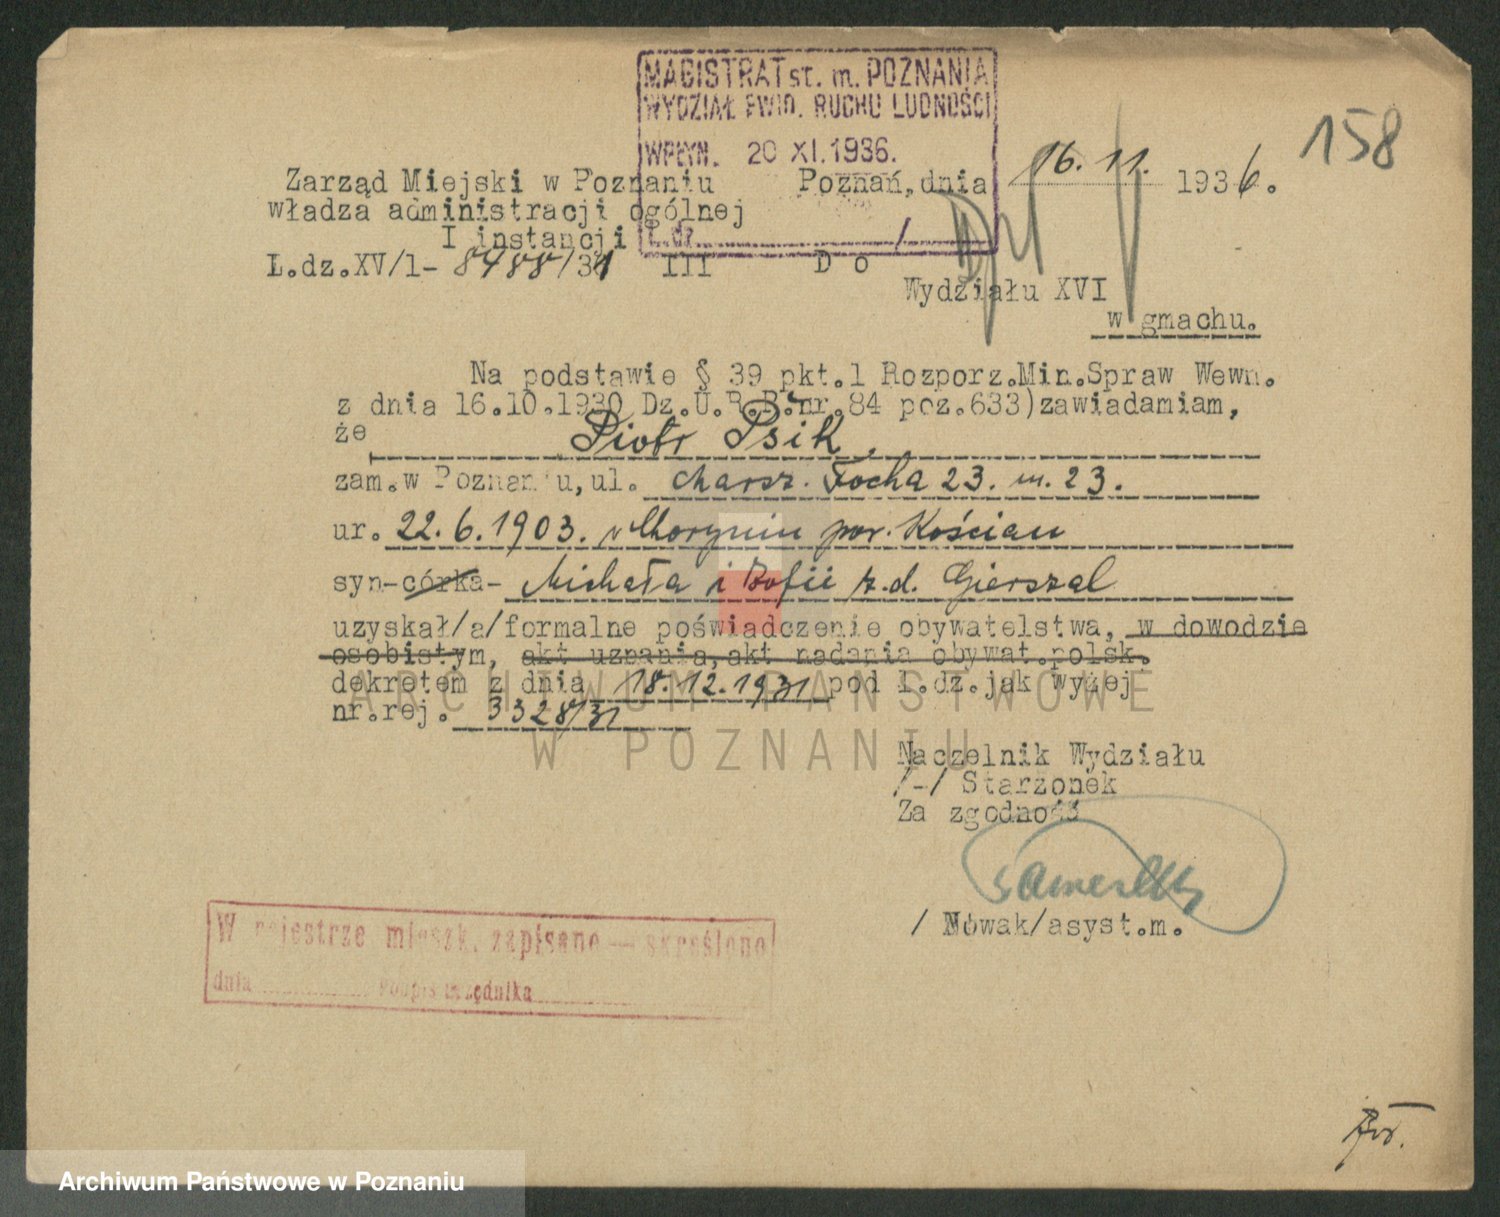 MAGISTRAT st. m. POZNANIA
WYDZIAŁ EWID. RUCHU LUDNOŚCI
WPŁYN. 20 XI. 1936.
L. dz. /
158
Zarząd Miejski w Poznaniu
władza administracji ogólnej
I instancji
L.dz.XV/1- 8488/31 III
Poznań, dnia 16. 11. 1936.
D o
Wydziału XVI
w gmachu.
Na podstawie § 39 pkt.1 Rozporz.Min.Spraw Wewn.
z dnia 16.10.1930 Dz.U.R.P.nr.84 poz.633)zawiadamiam,
że Piotr Psik
zam.w Poznaniu, ul. Marsz. Focha 23. m. 23.
ur. 22. 6. 1903. w Choryniu pow. Kościan
syn-córka- Michała i Zofii z.d. Gierszal
uzyskał/a/formalne poświadczenie obywatelstwa, w dowodzie
osobistym, akt uznania, akt nadania obywat.polsk.
dekretem z dnia 18. 12. 1931 pod L.dz.jak wyżej
nr.rej. 3328/31
Naczelnik Wydziału
/-/ Starzonek
Za zgodność
/ Nowak/asyst.m.
W rejestrze mieszk. zapisano — skreślono
dnia Podpis urzędnika
ARCHIWUM PAŃSTWOWE
W POZNANIU
Archiwum Państwowe w Poznaniu